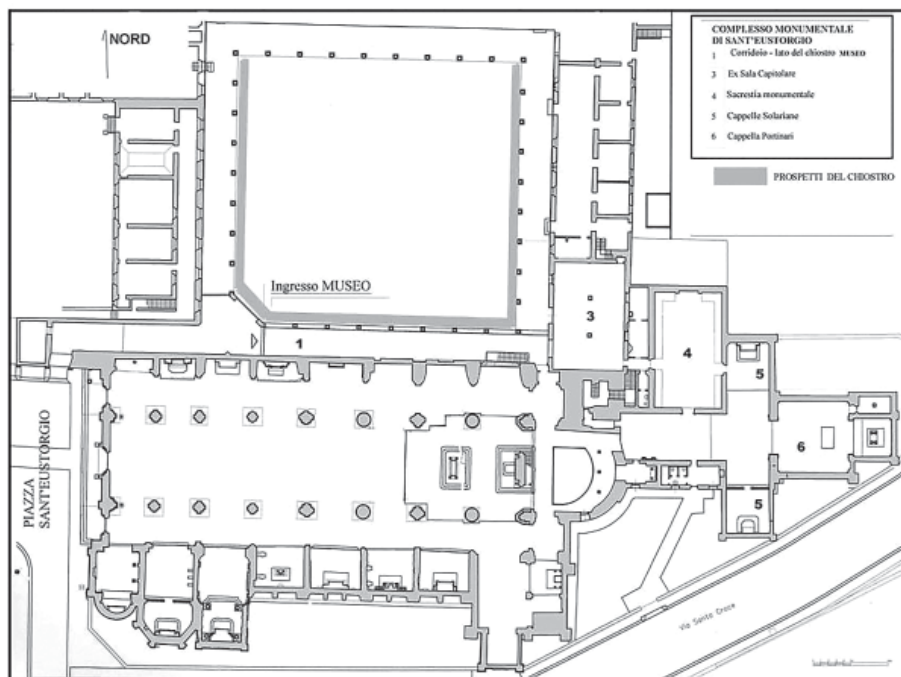 NORD
COMPLESSO MONUMENTALE
DI SANT'EUSTORGIO
1 Corridoio - lato del chiostro MUSEO
3 Ex Sala Capitolare
4 Sacrestia monumentale
5 Cappelle Solariane
6 Cappella Portinari
PROSPETTI DEL CHIOSTRO
Ingresso MUSEO
1
3
4
5
6
5
PIAZZA
SANT'EUSTORGIO
Via Santa Croce